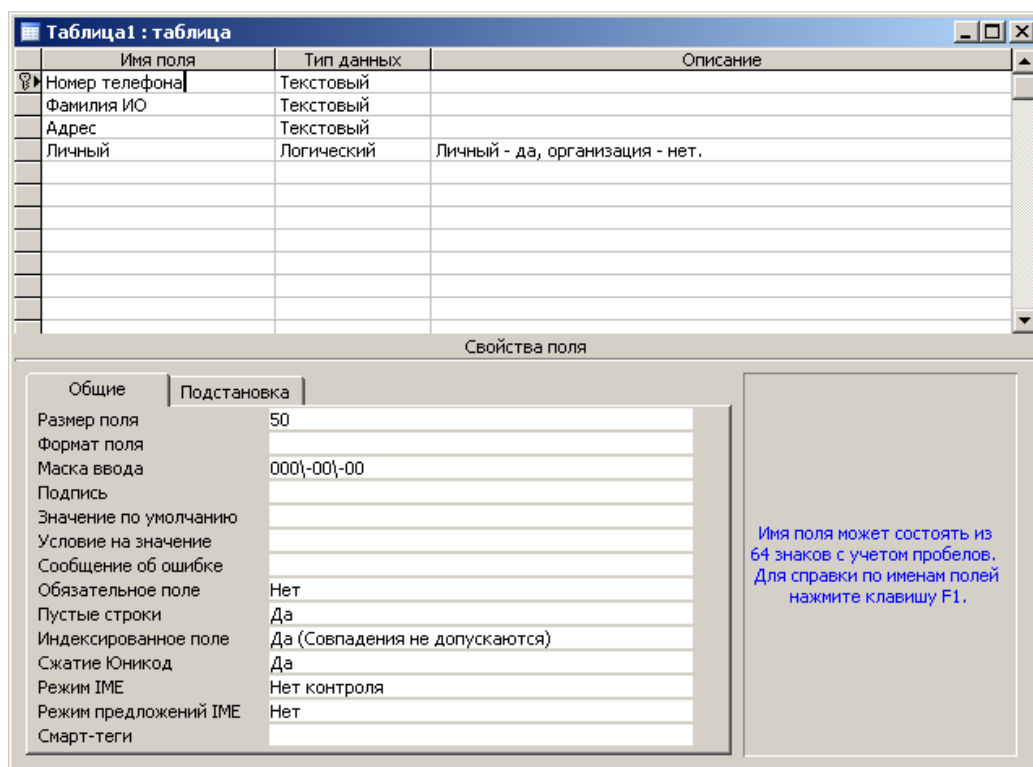 Таблица1 : таблица
Имя поля Тип данных Описание
Номер телефона Текстовый
Фамилия ИО Текстовый
Адрес Текстовый
Личный Логический Личный - да, организация - нет.
Свойства поля
Общие Подстановка
Размер поля 50
Формат поля
Маска ввода 000\-00\-00
Подпись
Значение по умолчанию
Условие на значение
Сообщение об ошибке
Обязательное поле Нет
Пустые строки Да
Индексированное поле Да (Совпадения не допускаются)
Сжатие Юникод Да
Режим IME Нет контроля
Режим предложений IME Нет
Смарт-теги
Имя поля может состоять из
64 знаков с учетом пробелов.
Для справки по именам полей
нажмите клавишу F1.